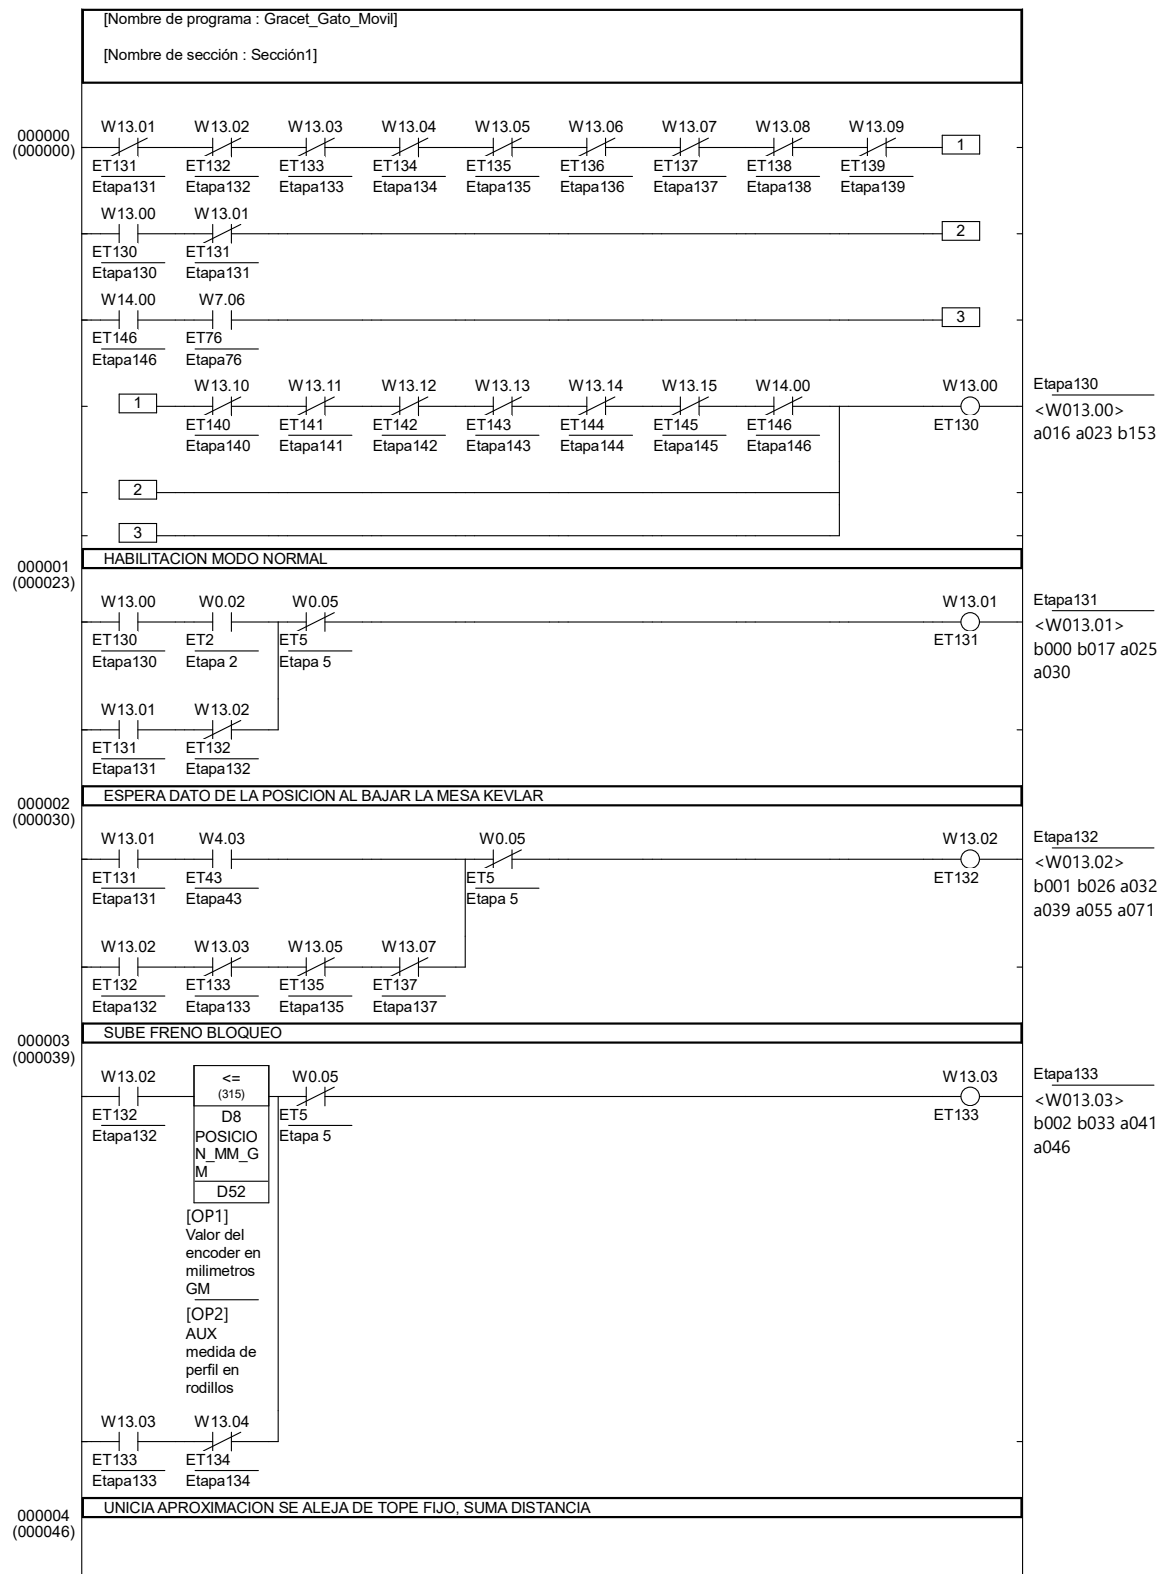 [Nombre de programa : Gracet_Gato_Movil]
[Nombre de sección : Sección1]
000000
(000000)
W13.01 W13.02 W13.03 W13.04 W13.05 W13.06 W13.07 W13.08 W13.09
1
ET131 ET132 ET133 ET134 ET135 ET136 ET137 ET138 ET139
Etapa131 Etapa132 Etapa133 Etapa134 Etapa135 Etapa136 Etapa137 Etapa138 Etapa139
W13.00 W13.01
2
ET130 ET131
Etapa130 Etapa131
W14.00 W7.06
3
ET146 ET76
Etapa146 Etapa76
1
W13.10 W13.11 W13.12 W13.13 W13.14 W13.15 W14.00 W13.00
ET140 ET141 ET142 ET143 ET144 ET145 ET146 ET130
Etapa140 Etapa141 Etapa142 Etapa143 Etapa144 Etapa145 Etapa146
Etapa130
<W013.00>
a016 a023 b153
2
3
000001
(000023)
HABILITACION MODO NORMAL
W13.00 W0.02 W0.05 W13.01
ET130 ET2 ET5 ET131
Etapa130 Etapa 2 Etapa 5
Etapa131
<W013.01>
b000 b017 a025
a030
W13.01 W13.02
ET131 ET132
Etapa131 Etapa132
000002
(000030)
ESPERA DATO DE LA POSICION AL BAJAR LA MESA KEVLAR
W13.01 W4.03 W0.05 W13.02
ET131 ET43 ET5 ET132
Etapa131 Etapa43 Etapa 5
Etapa132
<W013.02>
b001 b026 a032
a039 a055 a071
W13.02 W13.03 W13.05 W13.07
ET132 ET133 ET135 ET137
Etapa132 Etapa133 Etapa135 Etapa137
000003
(000039)
SUBE FRENO BLOQUEO
W13.02 W0.05 W13.03
ET132 ET5 ET133
Etapa132 Etapa 5
<=
(315)
D8
POSICIO
N_MM_G
M
D52
[OP1]
Valor del
encoder en
milimetros
GM
[OP2]
AUX
medida de
perfil en
rodillos
Etapa133
<W013.03>
b002 b033 a041
a046
W13.03 W13.04
ET133 ET134
Etapa133 Etapa134
000004
(000046)
UNICIA APROXIMACION SE ALEJA DE TOPE FIJO, SUMA DISTANCIA